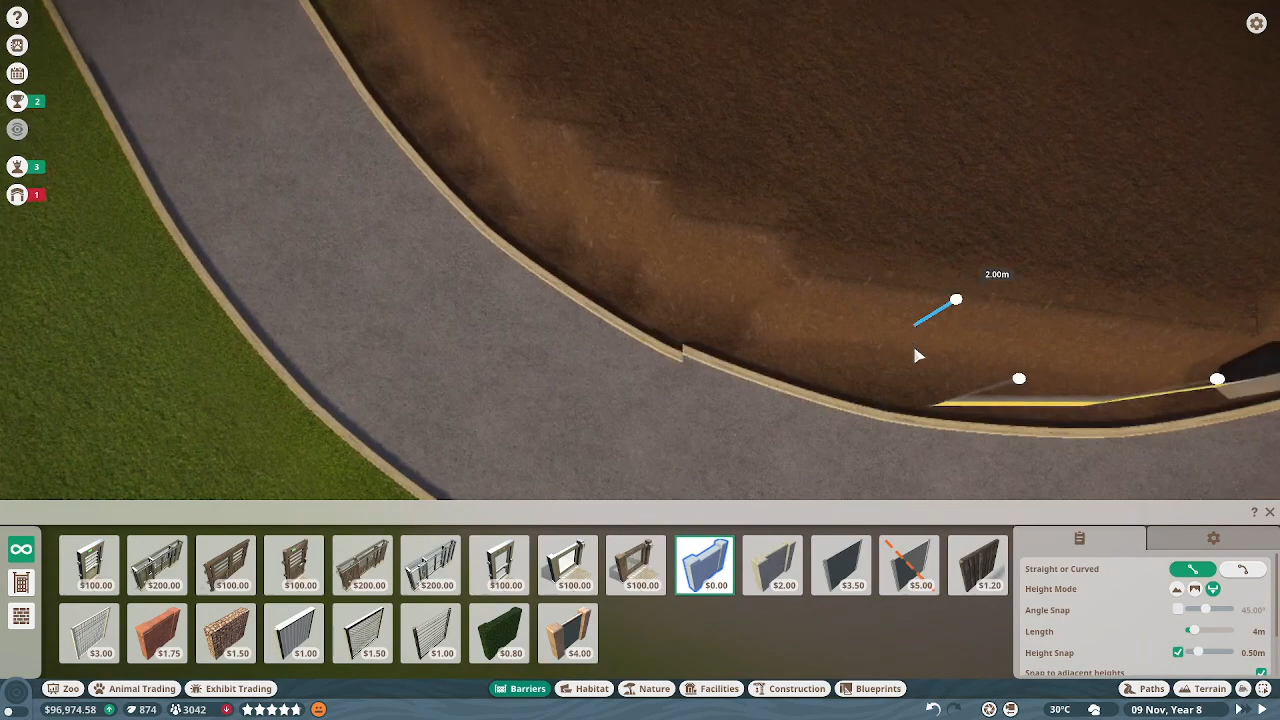 ?
2
3
1
2.00m
?
$100.00 $200.00 $100.00 $100.00 $200.00 $200.00 $100.00 $100.00 $100.00 $0.00 $2.00 $3.50 $5.00 $1.20
$3.00 $1.75 $1.50 $1.00 $1.50 $1.00 $0.80 $4.00
Straight or Curved
Height Mode
Angle Snap 45.00°
Length 4m
Height Snap 0.50m
Snap to adjacent heights
Zoo Animal Trading Exhibit Trading Barriers Habitat Nature Facilities Construction Blueprints Paths Terrain
$96,974.58 874 3042 30°C 09 Nov, Year 8